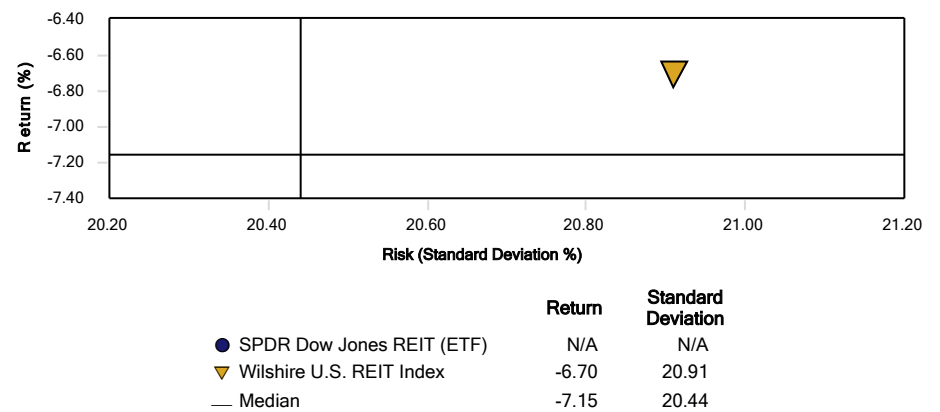 -6.40
-6.60
-6.80
-7.00
-7.20
-7.40
Return (%)
20.20 20.40 20.60 20.80 21.00 21.20
Risk (Standard Deviation %)
Return Standard Deviation
SPDR Dow Jones REIT (ETF) N/A N/A
Wilshire U.S. REIT Index -6.70 20.91
Median -7.15 20.44